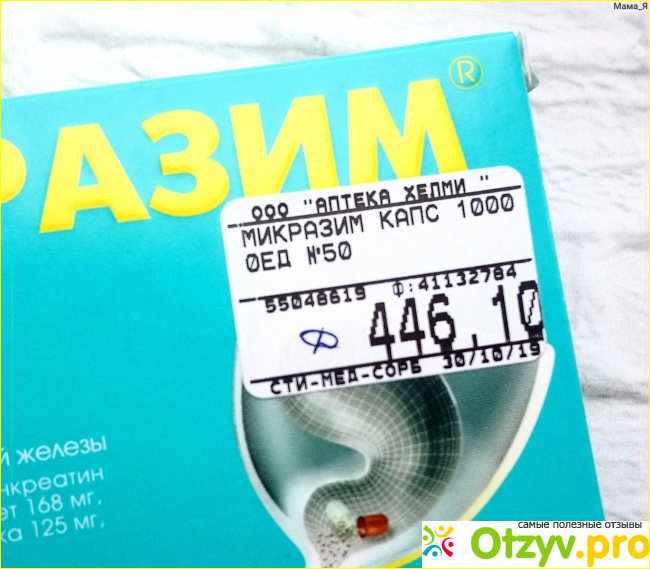 Мама_Я
РАЗИМ®
ООО "АПТЕКА ХЕЛМИ "
МИКРАЗИМ КАПС 1000
0ЕД №50
55048619 Ф:41132784
446.10
СТИ-МЕД-СОРБ 30/10/19
й железы
нкреатин
ет 168 мг,
ка 125 мг,
самые полезные отзывы
Otzyv.pro